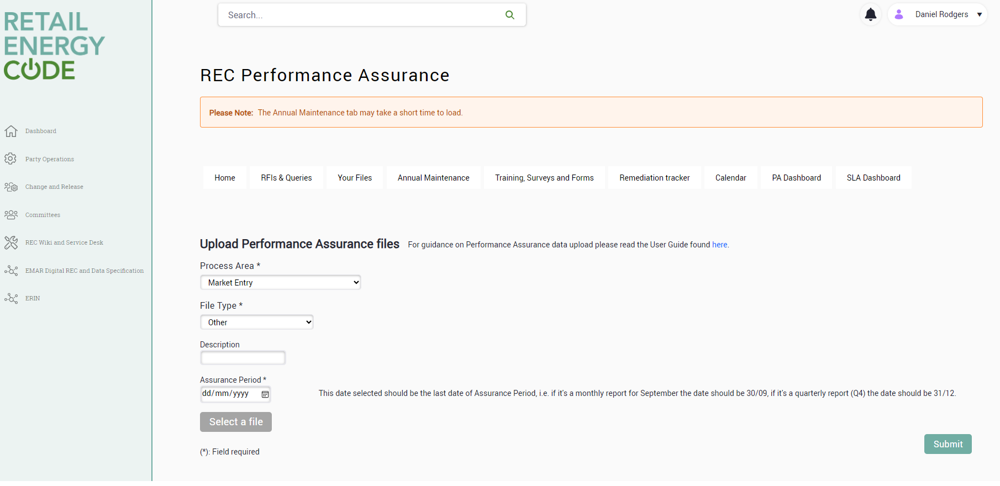 RETAIL
ENERGY
CODE
Search...
Daniel Rodgers
Dashboard
Party Operations
Change and Release
Committees
REC Wiki and Service Desk
EMAR Digital REC and Data Specification
ERIN
REC Performance Assurance
Please Note: The Annual Maintenance tab may take a short time to load.
Home RFIs & Queries Your Files Annual Maintenance Training, Surveys and Forms Remediation tracker Calendar PA Dashboard SLA Dashboard
Upload Performance Assurance files For guidance on Performance Assurance data upload please read the User Guide found here.
Process Area *
Market Entry
File Type *
Other
Description
Assurance Period *
dd/mm/yyyy This date selected should be the last date of Assurance Period, i.e. if it's a monthly report for September the date should be 30/09, if it's a quarterly report (Q4) the date should be 31/12.
Select a file
Submit
(*): Field required